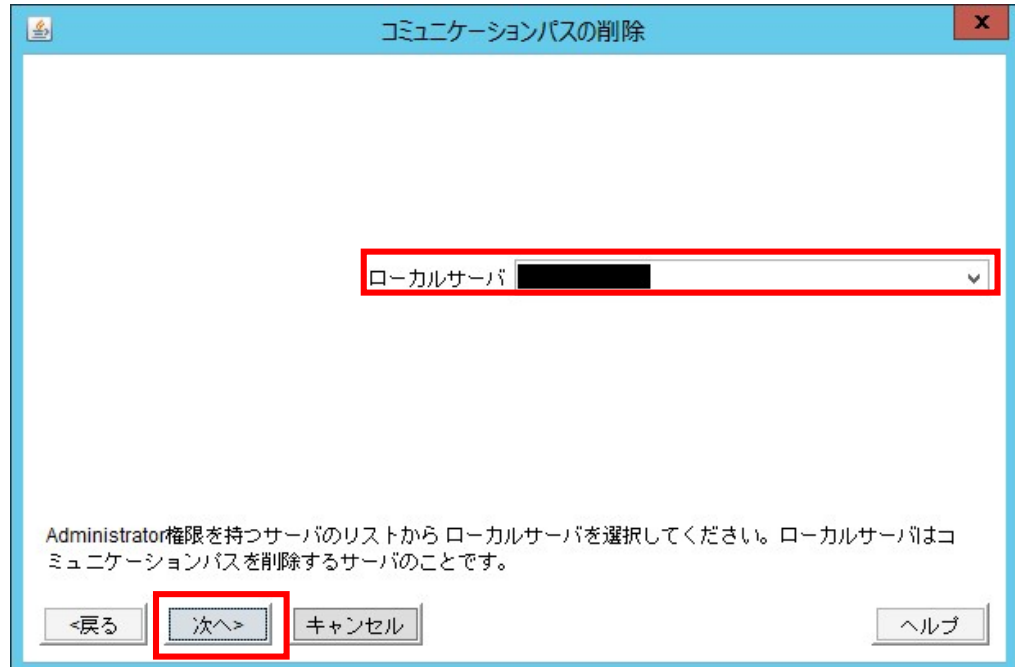 コミュニケーションパスの削除
x
ローカルサーバ
Administrator権限を持つサーバのリストから ローカルサーバを選択してください。ローカルサーバはコ
ミュニケーションパスを削除するサーバのことです。
<戻る 次へ> キャンセル ヘルプ